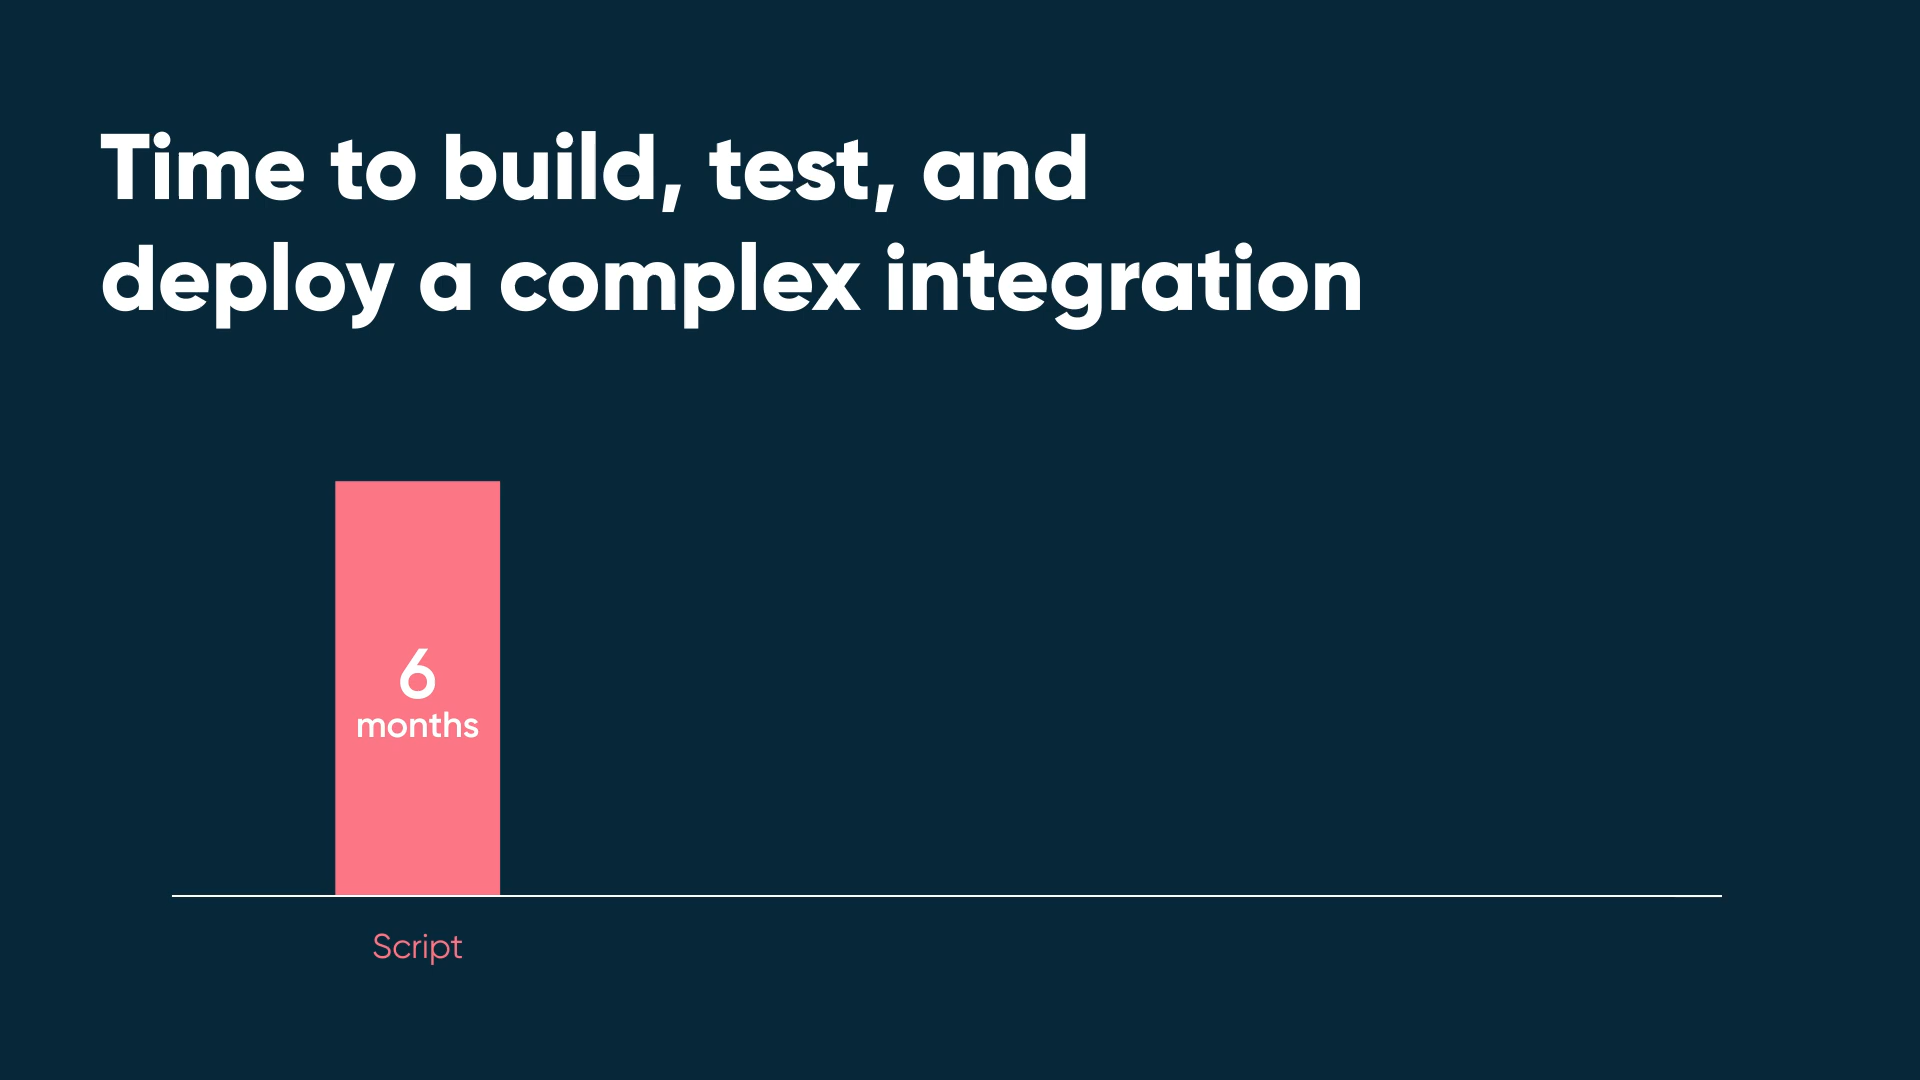 Time to build, test, and
deploy a complex integration
6
months
Script